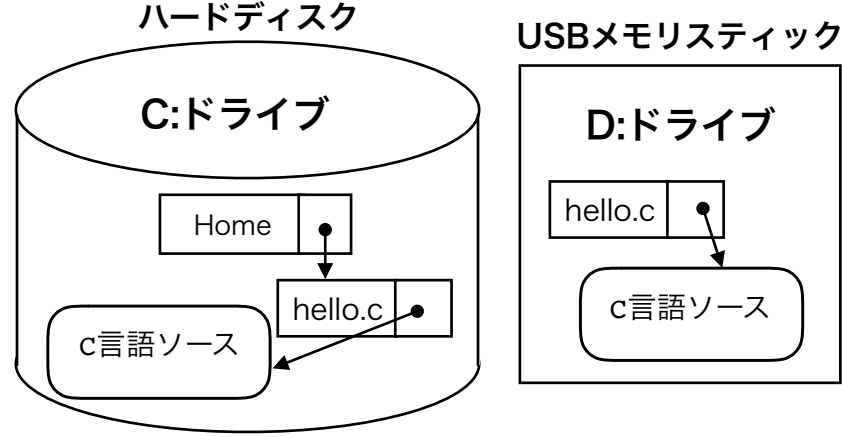 ハードディスク
C:ドライブ
Home
hello.c
c言語ソース
USBメモリスティック
D:ドライブ
hello.c
c言語ソース